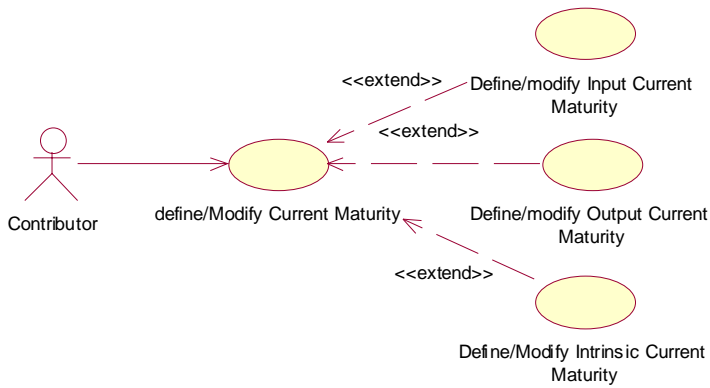 <<extend>>
Define/modify Input Current
Maturity
<<extend>>
Contributor
define/Modify Current Maturity
Define/modify Output Current
Maturity
<<extend>>
Define/Modify Intrinsic Current
Maturity